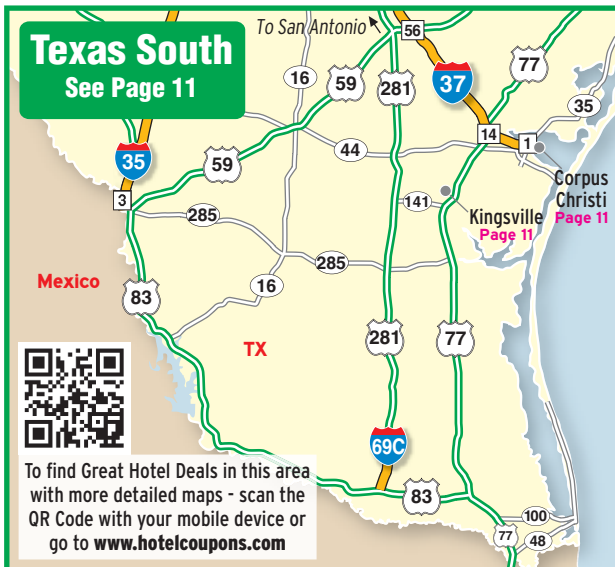 Texas South
See Page 11
To San Antonio
56
77
16
59
281
37
35
14
1
35
59
44
Corpus
Christi
Page 11
3
141
Kingsville
Page 11
285
285
Mexico
16
83
TX
281
77
69C
To find Great Hotel Deals in this area
with more detailed maps - scan the
QR Code with your mobile device or
go to www.hotelcoupons.com
83
100
77
48